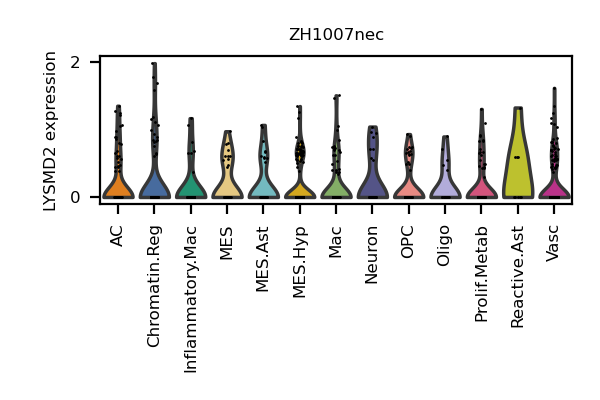 ZH1007nec
LYSMD2 expression
2
0
AC
Chromatin.Reg
Inflammatory.Mac
MES
MES.Ast
MES.Hyp
Mac
Neuron
OPC
Oligo
Prolif.Metab
Reactive.Ast
Vasc